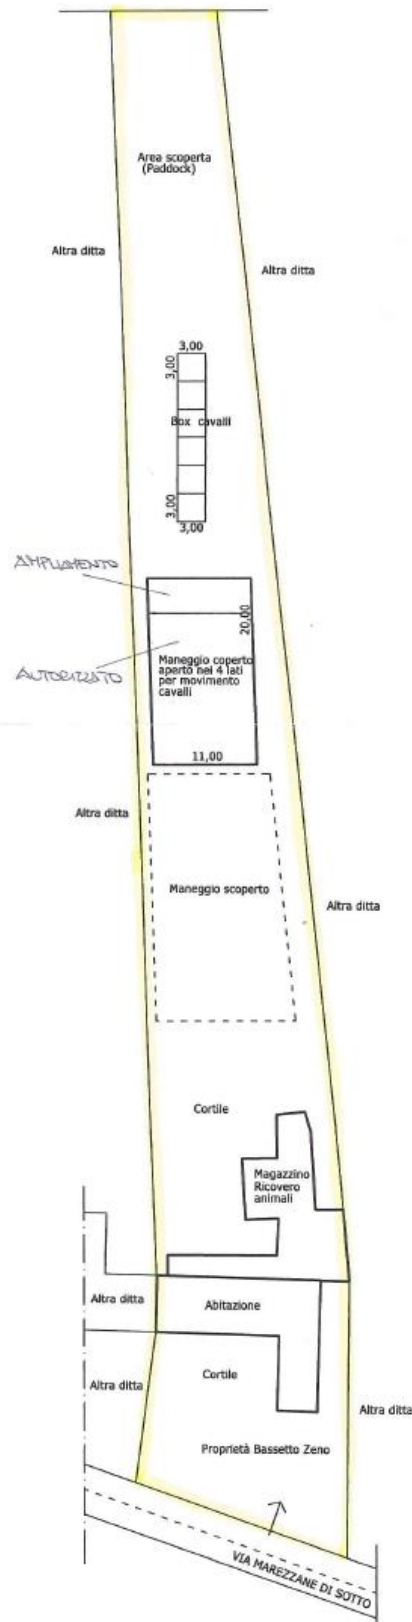 Area scoperta
(Paddock)
Altra ditta
Altra ditta
3,00
3,00
Box cavalli
3,00
3,00
AMPLIAMENTO
20,00
AUTORIZZATO
Maneggio coperto
aperto nei 4 lati
per movimento
cavalli
11,00
Altra ditta
Maneggio scoperto
Altra ditta
Cortile
Magazzino
Ricovero
animali
Altra ditta
Abitazione
Altra ditta
Cortile
Altra ditta
Proprietà Bassetto Zeno
VIA MAREZZANE DI SOTTO